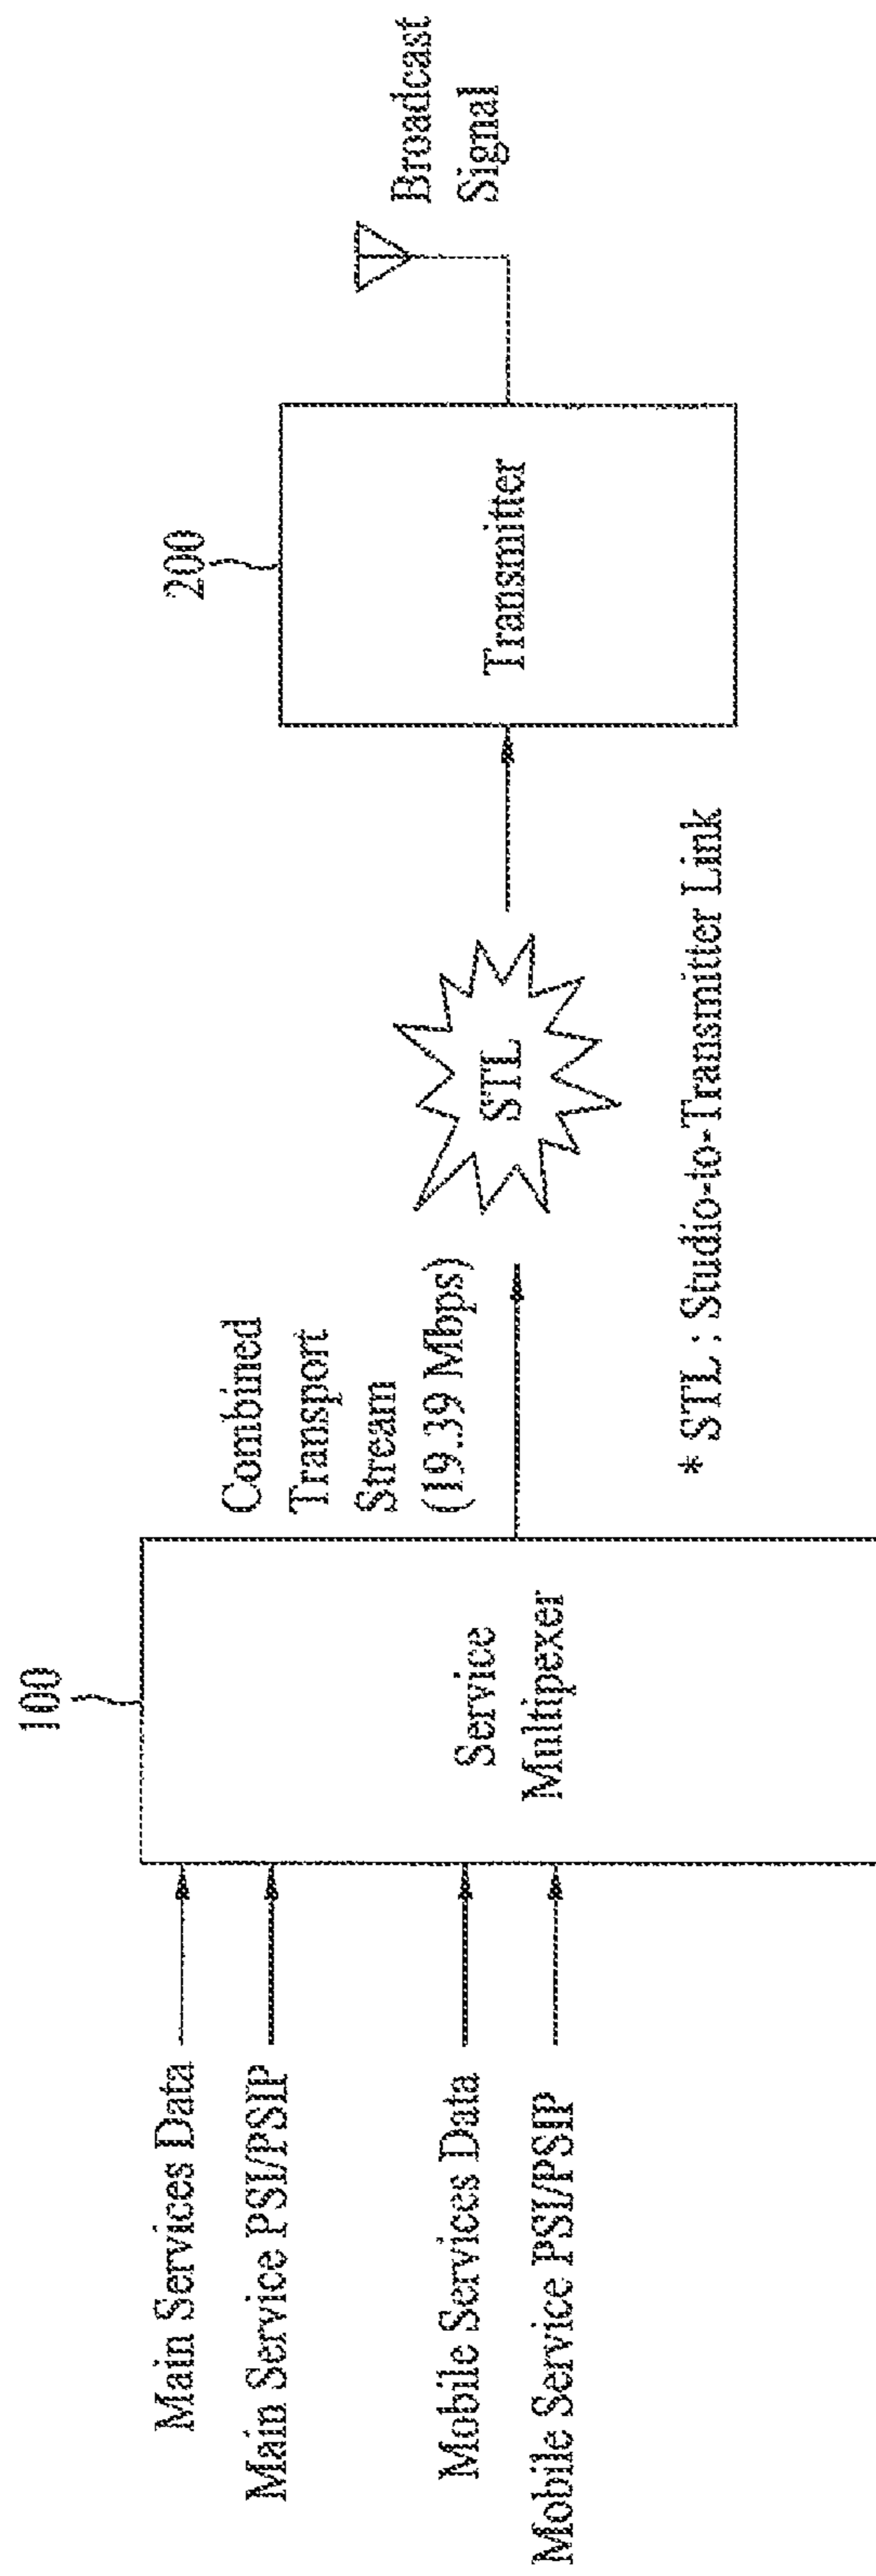 100
200
Main Services Data
Main Service PSI/PSIP
Mobile Services Data
Mobile Service PSI/PSIP
Service
Multipexer
Combined
Transport
Stream
(19.39 Mbps)
STL
Transmitter
Broadcast
Signal
* STL : Studio-to-Transmitter Link